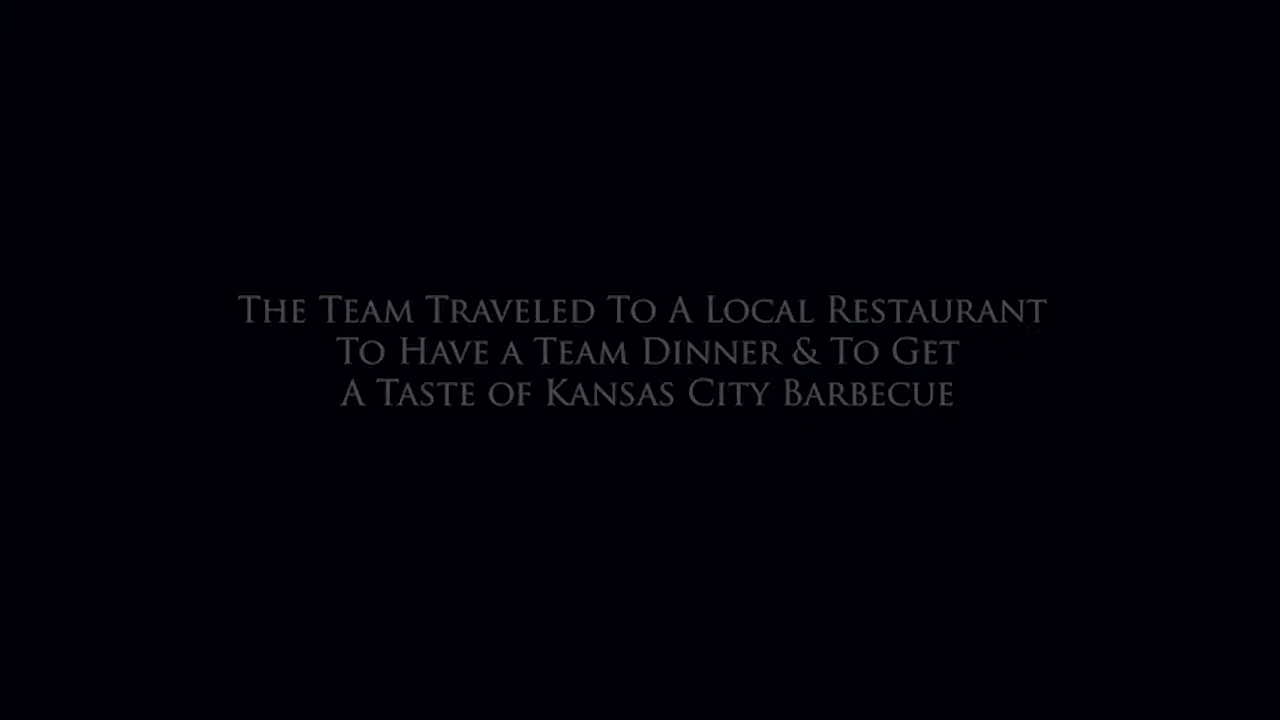 The Team Traveled To A Local Restaurant
To Have a Team Dinner & To Get
A Taste of Kansas City Barbecue